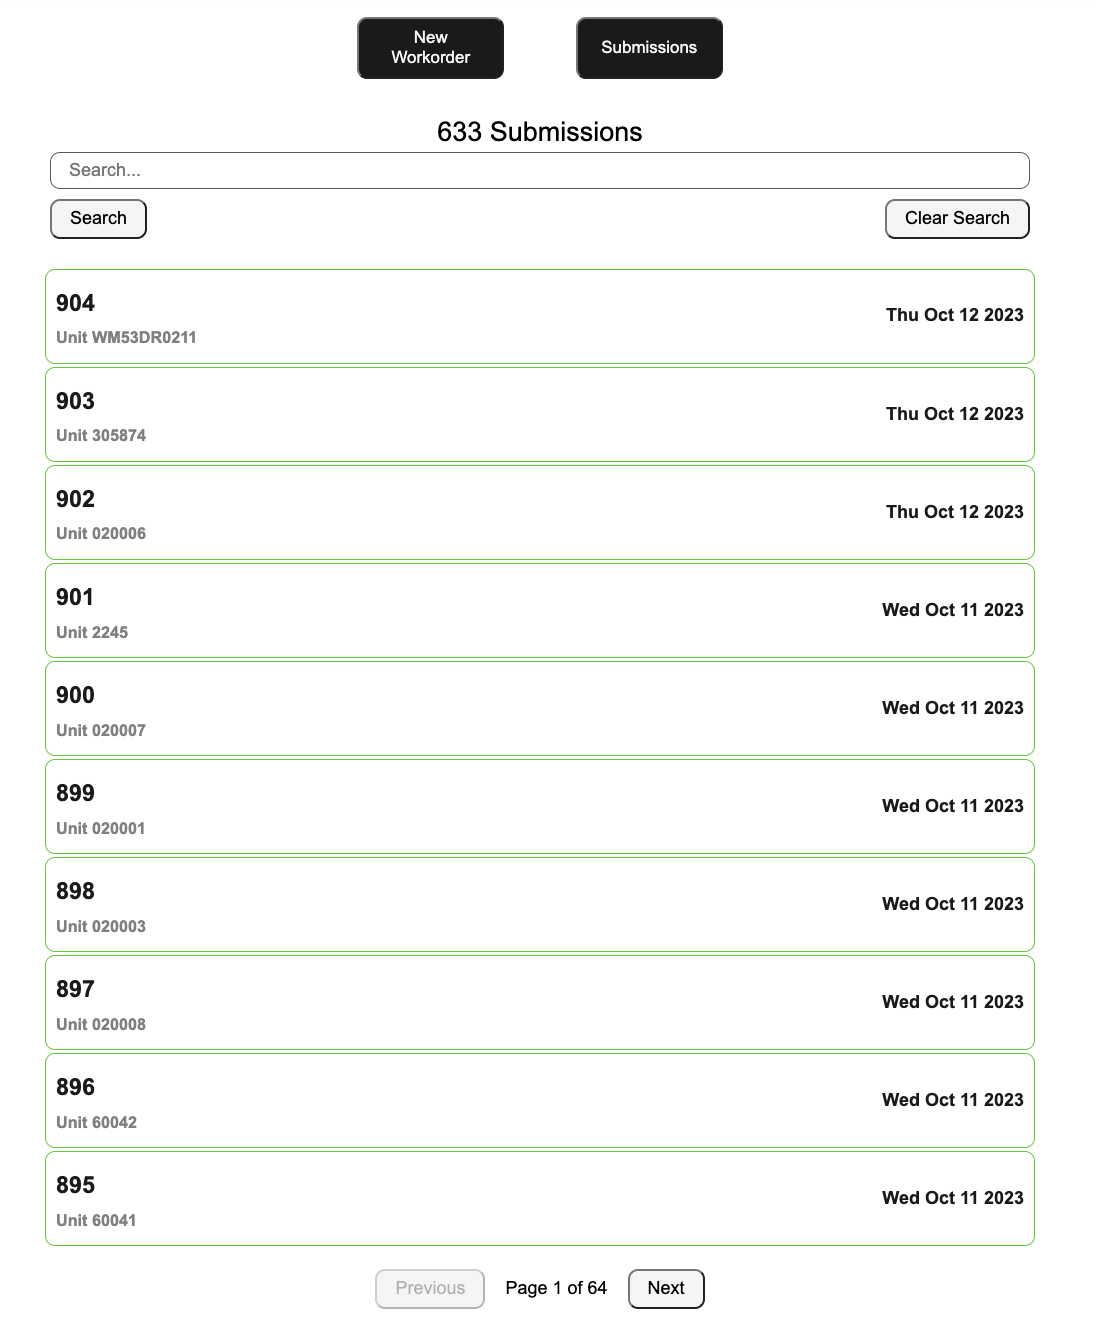 New
Workorder
Submissions
633 Submissions
Search...
Search
Clear Search
904
Thu Oct 12 2023
Unit WM53DR0211
903
Thu Oct 12 2023
Unit 305874
902
Thu Oct 12 2023
Unit 020006
901
Wed Oct 11 2023
Unit 2245
900
Wed Oct 11 2023
Unit 020007
899
Wed Oct 11 2023
Unit 020001
898
Wed Oct 11 2023
Unit 020003
897
Wed Oct 11 2023
Unit 020008
896
Wed Oct 11 2023
Unit 60042
895
Wed Oct 11 2023
Unit 60041
Previous
Page 1 of 64
Next